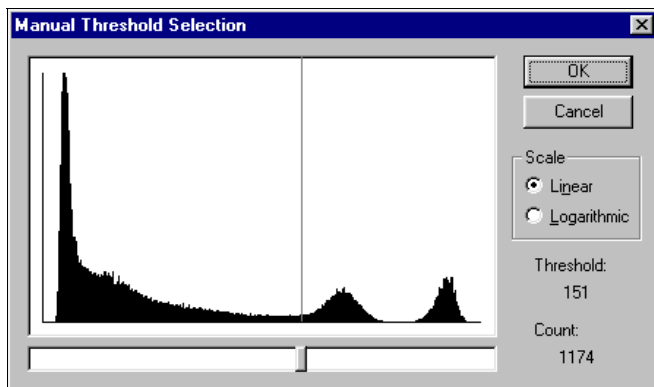 Manual Threshold Selection
OK
Cancel
Scale
Linear
Logarithmic
Threshold:
151
Count:
1174